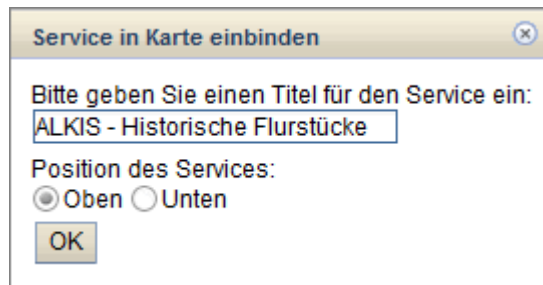 Service in Karte einbinden
Bitte geben Sie einen Titel für den Service ein:
ALKIS - Historische Flurstücke
Position des Services:
Oben Unten
OK